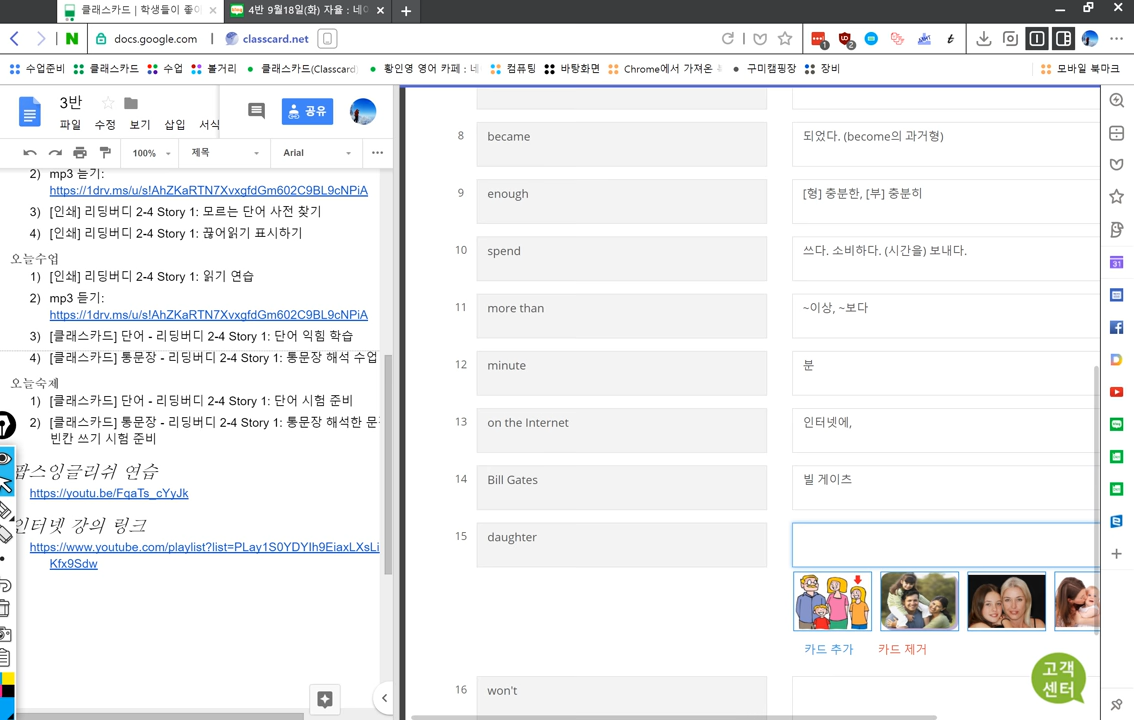 클래스카드 | 학생들이 좋아
4반 9월18일(화) 자율 : 네이
docs.google.com
classcard.net
수업준비
클래스카드
수업
볼거리
클래스카드(Classcard
황인영 영어 카페 : 네
컴퓨팅
바탕화면
Chrome에서 가져온
구미캠핑장
장비
모바일 북마크
3반
파일 수정 보기 삽입 서식
공유
100%
제목
Arial
2) mp3 듣기:
https://1drv.ms/u/s!AhZKaRTN7XvxgfdGm602C9BL9cNPiA
3) [인쇄] 리딩버디 2-4 Story 1: 모르는 단어 사전 찾기
4) [인쇄] 리딩버디 2-4 Story 1: 끊어읽기 표시하기
오늘수업
1) [인쇄] 리딩버디 2-4 Story 1: 읽기 연습
2) mp3 듣기:
https://1drv.ms/u/s!AhZKaRTN7XvxgfdGm602C9BL9cNPiA
3) [클래스카드] 단어 - 리딩버디 2-4 Story 1: 단어 익힘 학습
4) [클래스카드] 통문장 - 리딩버디 2-4 Story 1: 통문장 해석 수업
오늘숙제
1) [클래스카드] 단어 - 리딩버디 2-4 Story 1: 단어 시험 준비
2) [클래스카드] 통문장 - 리딩버디 2-4 Story 1: 통문장 해석한 문
빈칸 쓰기 시험 준비
팝스잉글리쉬 연습
https://youtu.be/FqaTs_cYyJk
인터넷 강의 링크
https://www.youtube.com/playlist?list=PLay1S0YDYIh9EiaxLXsLi
Kfx9Sdw
8 became 되었다. (become의 과거형)
9 enough [형] 충분한, [부] 충분히
10 spend 쓰다. 소비하다. (시간을) 보내다.
11 more than ~이상, ~보다
12 minute 분
13 on the Internet 인터넷에,
14 Bill Gates 빌 게이츠
15 daughter
카드 추가 카드 제거
16 won't
고객
센터